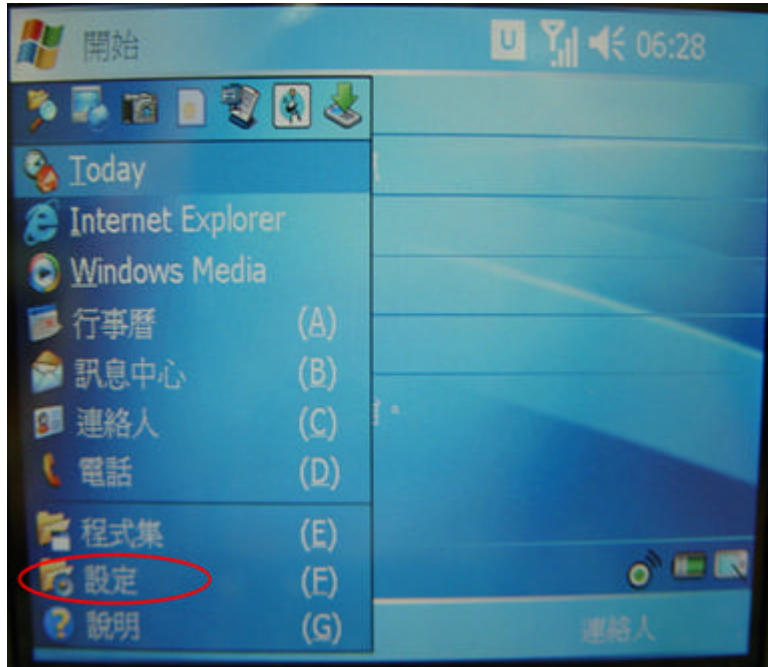 開始 U 06:28
Today
Internet Explorer
Windows Media
行事曆 (A)
訊息中心 (B)
連絡人 (C)
電話 (D)
程式集 (E)
設定 (F)
說明 (G)
連絡人